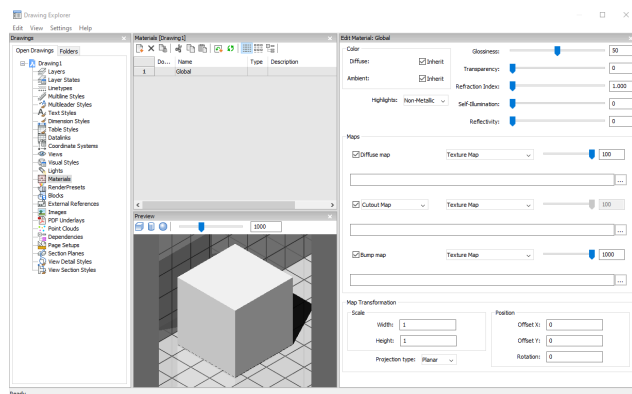 Drawing Explorer
Edit View Settings Help
Drawings
Open Drawings Folders
Drawing1
Layers
Layer States
Linetypes
Multiline Styles
Multileader Styles
Text Styles
Dimension Styles
Table Styles
Datalinks
Coordinate Systems
Views
Visual Styles
Lights
Materials
RenderPresets
Blocks
External References
Images
PDF Underlays
Point Clouds
Dependencies
Page Setups
Section Planes
View Detail Styles
View Section Styles
Materials [Drawing1]
Do... Name Type Description
1 Global
Preview
1000
Edit Material: Global
Color
Diffuse: Inherit
Ambient: Inherit
Highlights: Non-Metallic
Glossiness: 50
Transparency: 0
Refraction Index: 1.000
Self-Illumination: 0
Reflectivity: 0
Maps
Diffuse map Texture Map 100
...
Cutout Map Texture Map 100
...
Bump map Texture Map 1000
...
Map Transformation
Scale
Width: 1
Height: 1
Projection type: Planar
Position
Offset X: 0
Offset Y: 0
Rotation: 0
Ready